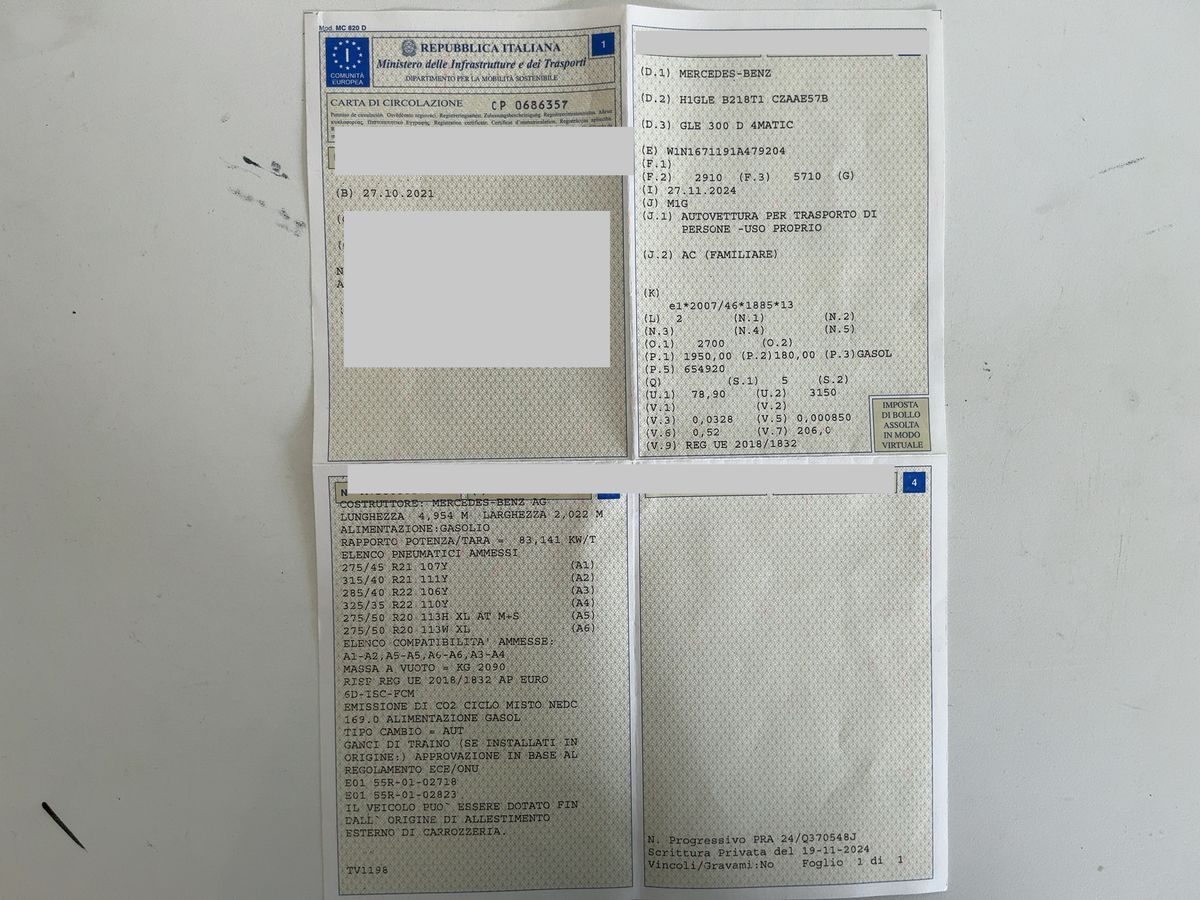 Mod. MC 820 D
COMUNITÀ
EUROPEA
REPUBBLICA ITALIANA
Ministero delle Infrastrutture e dei Trasporti
DIPARTIMENTO PER LA MOBILITÀ SOSTENIBILE
1
CARTA DI CIRCOLAZIONE CP 0686357
(B) 27.10.2021
(D.1) MERCEDES-BENZ
(D.2) H1GLE B218T1 CZAAE57B
(D.3) GLE 300 D 4MATIC
(E) W1N1671191A479204
(F.1)
(F.2) 2910 (F.3) 5710 (G)
(I) 27.11.2024
(J) M1G
(J.1) AUTOVETTURA PER TRASPORTO DI
PERSONE -USO PROPRIO
(J.2) AC (FAMILIARE)
(K)
e1*2007/46*1885*13
(L) 2 (N.1) (N.2)
(N.3) (N.4) (N.5)
(O.1) 2700 (O.2)
(P.1) 1950,00 (P.2)180,00 (P.3)GASOL
(P.5) 654920
(Q) (S.1) 5 (S.2)
(U.1) 78,90 (U.2) 3150
(V.1) (V.2)
(V.3) 0,0328 (V.5) 0,000850
(V.6) 0,52 (V.7) 206,0
(V.9) REG UE 2018/1832
IMPOSTA
DI BOLLO
ASSOLTA
IN MODO
VIRTUALE
COSTRUTTORE: MERCEDES-BENZ AG
LUNGHEZZA 4,954 M LARGHEZZA 2,022 M
ALIMENTAZIONE:GASOLIO
RAPPORTO POTENZA/TARA = 83,141 KW/T
ELENCO PNEUMATICI AMMESSI
275/45 R21 107Y (A1)
315/40 R21 111Y (A2)
285/40 R22 106Y (A3)
325/35 R22 110Y (A4)
275/50 R20 113H XL AT M+S (A5)
275/50 R20 113W XL (A6)
ELENCO COMPATIBILITA' AMMESSE:
A1-A2,A5-A5,A6-A6,A3-A4
MASSA A VUOTO = KG 2090
RISP REG UE 2018/1832 AP EURO
6D-ISC-FCM
EMISSIONE DI CO2 CICLO MISTO NEDC
169.0 ALIMENTAZIONE GASOL
TIPO CAMBIO = AUT
GANCI DI TRAINO (SE INSTALLATI IN
ORIGINE:) APPROVAZIONE IN BASE AL
REGOLAMENTO ECE/ONU
E01 55R-01-02718
E01 55R-01-02823
IL VEICOLO PUO` ESSERE DOTATO FIN
DALL` ORIGINE DI ALLESTIMENTO
ESTERNO DI CARROZZERIA.
TV1198
4
N. Progressivo PRA 24/Q370548J
Scrittura Privata del 19-11-2024
Vincoli/Gravami:No Foglio 1 di 1